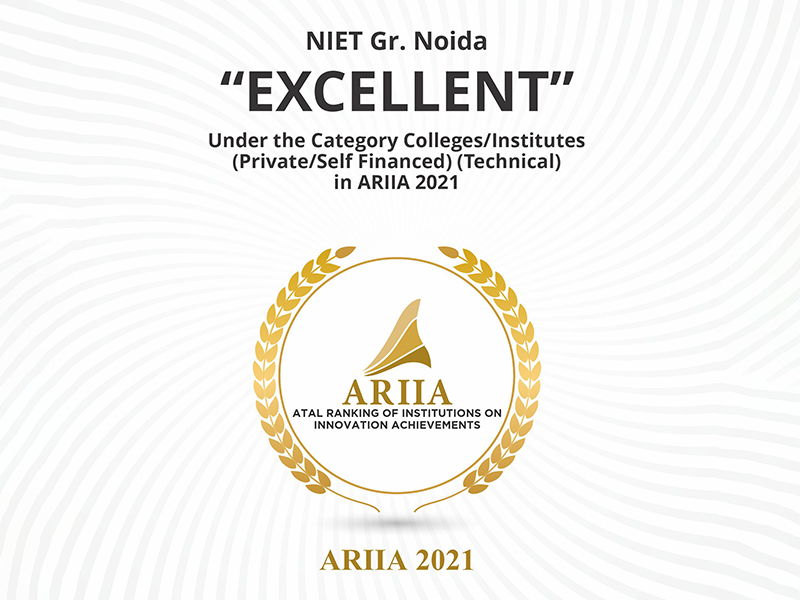 NIET Gr. Noida
“EXCELLENT”
Under the Category Colleges/Institutes
(Private/Self Financed) (Technical)
in ARIIA 2021
ARIIA
ATAL RANKING OF INSTITUTIONS ON
INNOVATION ACHIEVEMENTS
ARIIA 2021